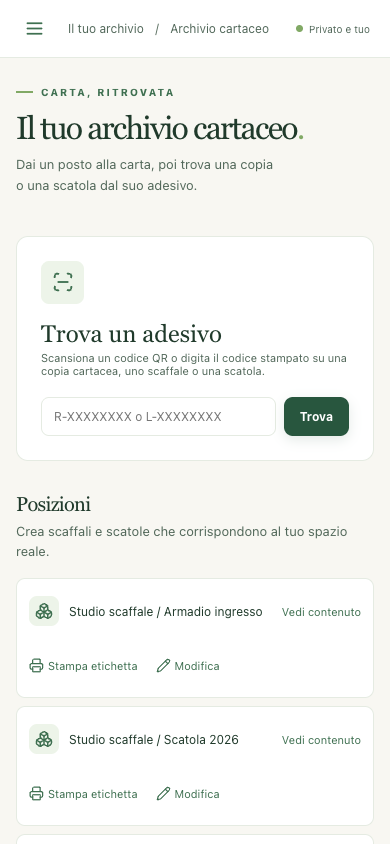 Il tuo archivio / Archivio cartaceo
Privato e tuo
CARTA, RITROVATA
Il tuo archivio cartaceo.
Dai un posto alla carta, poi trova una copia
o una scatola dal suo adesivo.
Trova un adesivo
Scansiona un codice QR o digita il codice stampato su una
copia cartacea, uno scaffale o una scatola.
R-XXXXXXXX o L-XXXXXXXX
Trova
Posizioni
Crea scaffali e scatole che corrispondono al tuo spazio
reale.
Studio scaffale / Armadio ingresso
Vedi contenuto
Stampa etichetta
Modifica
Studio scaffale / Scatola 2026
Vedi contenuto
Stampa etichetta
Modifica